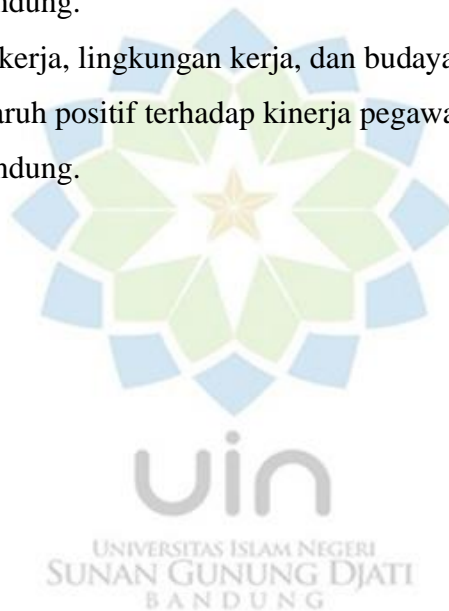 ndung.
kerja, lingkungan kerja, dan budaya
aruh positif terhadap kinerja pegawa
ndung.
uin
UNIVERSITAS ISLAM NEGERI
SUNAN GUNUNG DJATI
BANDUNG